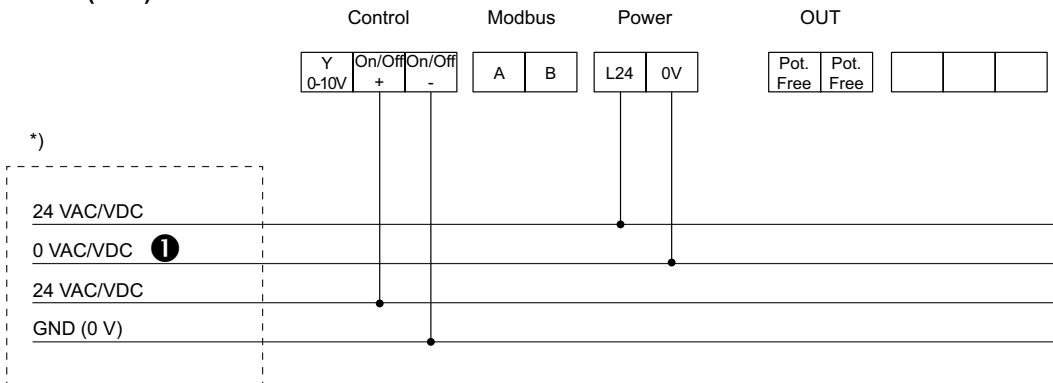 Control Modbus Power OUT
Y 0-10V On/Off + On/Off - A B L24 0V Pot. Free Pot. Free
*)
24 VAC/VDC
0 VAC/VDC ❶
24 VAC/VDC
GND (0 V)